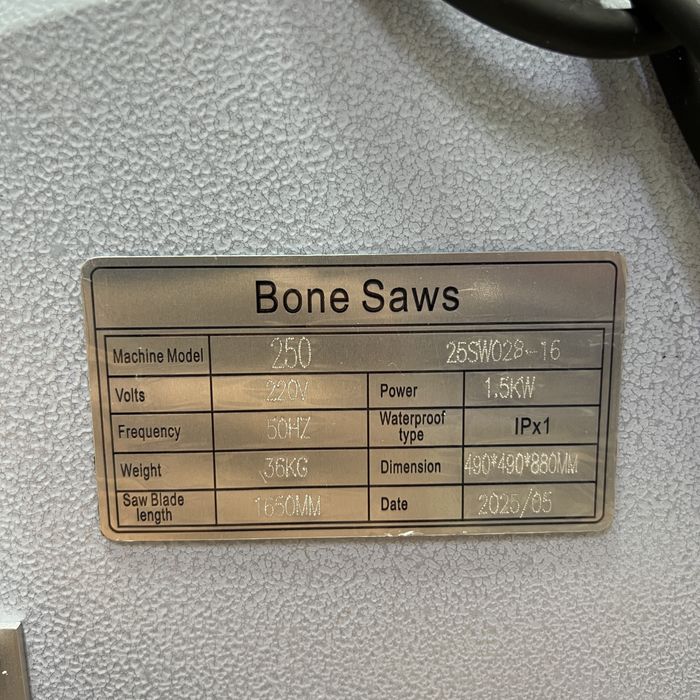 Bone Saws
Machine Model 250 25SW028-16
Volts 220V Power 1.5KW
Frequency 50HZ Waterproof type IPx1
Weight 36KG Dimension 490*490*880MM
Saw Blade length 1650MM Date 2025/05